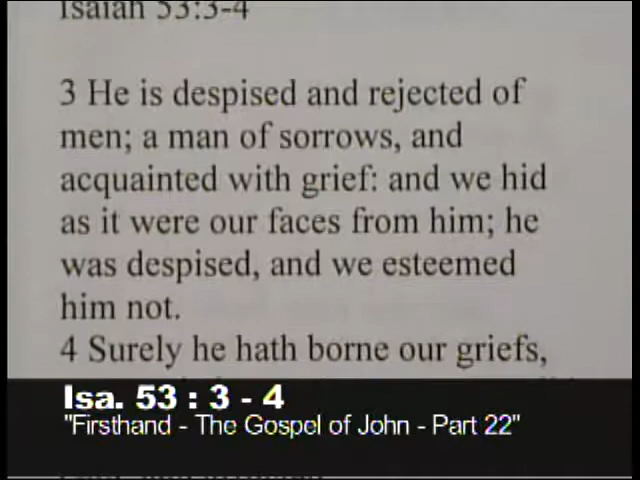 Isaiah 53:3-4
3 He is despised and rejected of
men; a man of sorrows, and
acquainted with grief: and we hid
as it were our faces from him; he
was despised, and we esteemed
him not.
4 Surely he hath borne our griefs,
Isa. 53 : 3 - 4
"Firsthand - The Gospel of John - Part 22"